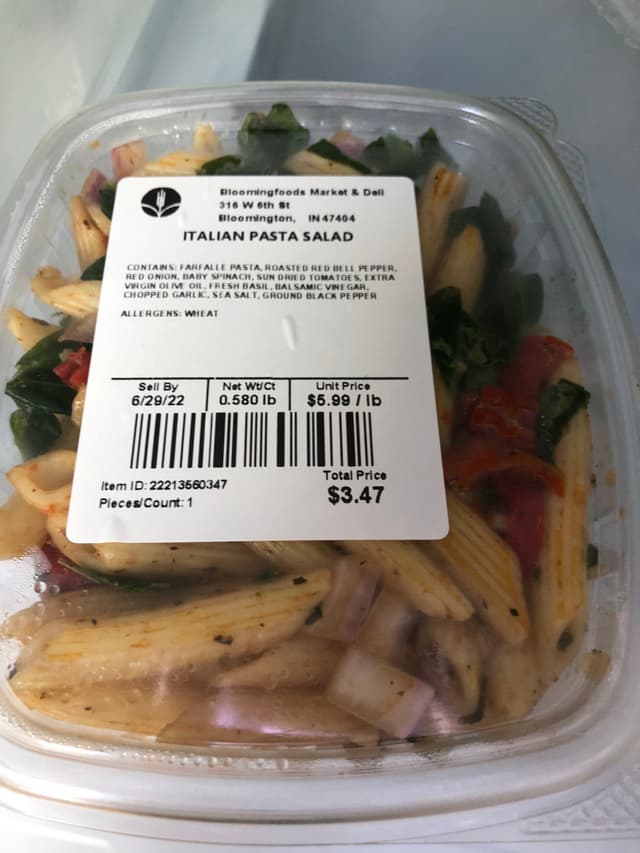 Bloomingfoods Market & Deli
316 W 6th St
Bloomington, IN 47404
ITALIAN PASTA SALAD
CONTAINS: FARFALLE PASTA, ROASTED RED BELL PEPPER,
RED ONION, BABY SPINACH, SUN DRIED TOMATOES, EXTRA
VIRGIN OLIVE OIL, FRESH BASIL, BALSAMIC VINEGAR,
CHOPPED GARLIC, SEA SALT, GROUND BLACK PEPPER
ALLERGENS: WHEAT
Sell By Net Wt/Ct Unit Price
6/29/22 0.580 lb $5.99 / lb
Item ID: 22213560347 Total Price
Pieces/Count: 1 $3.47